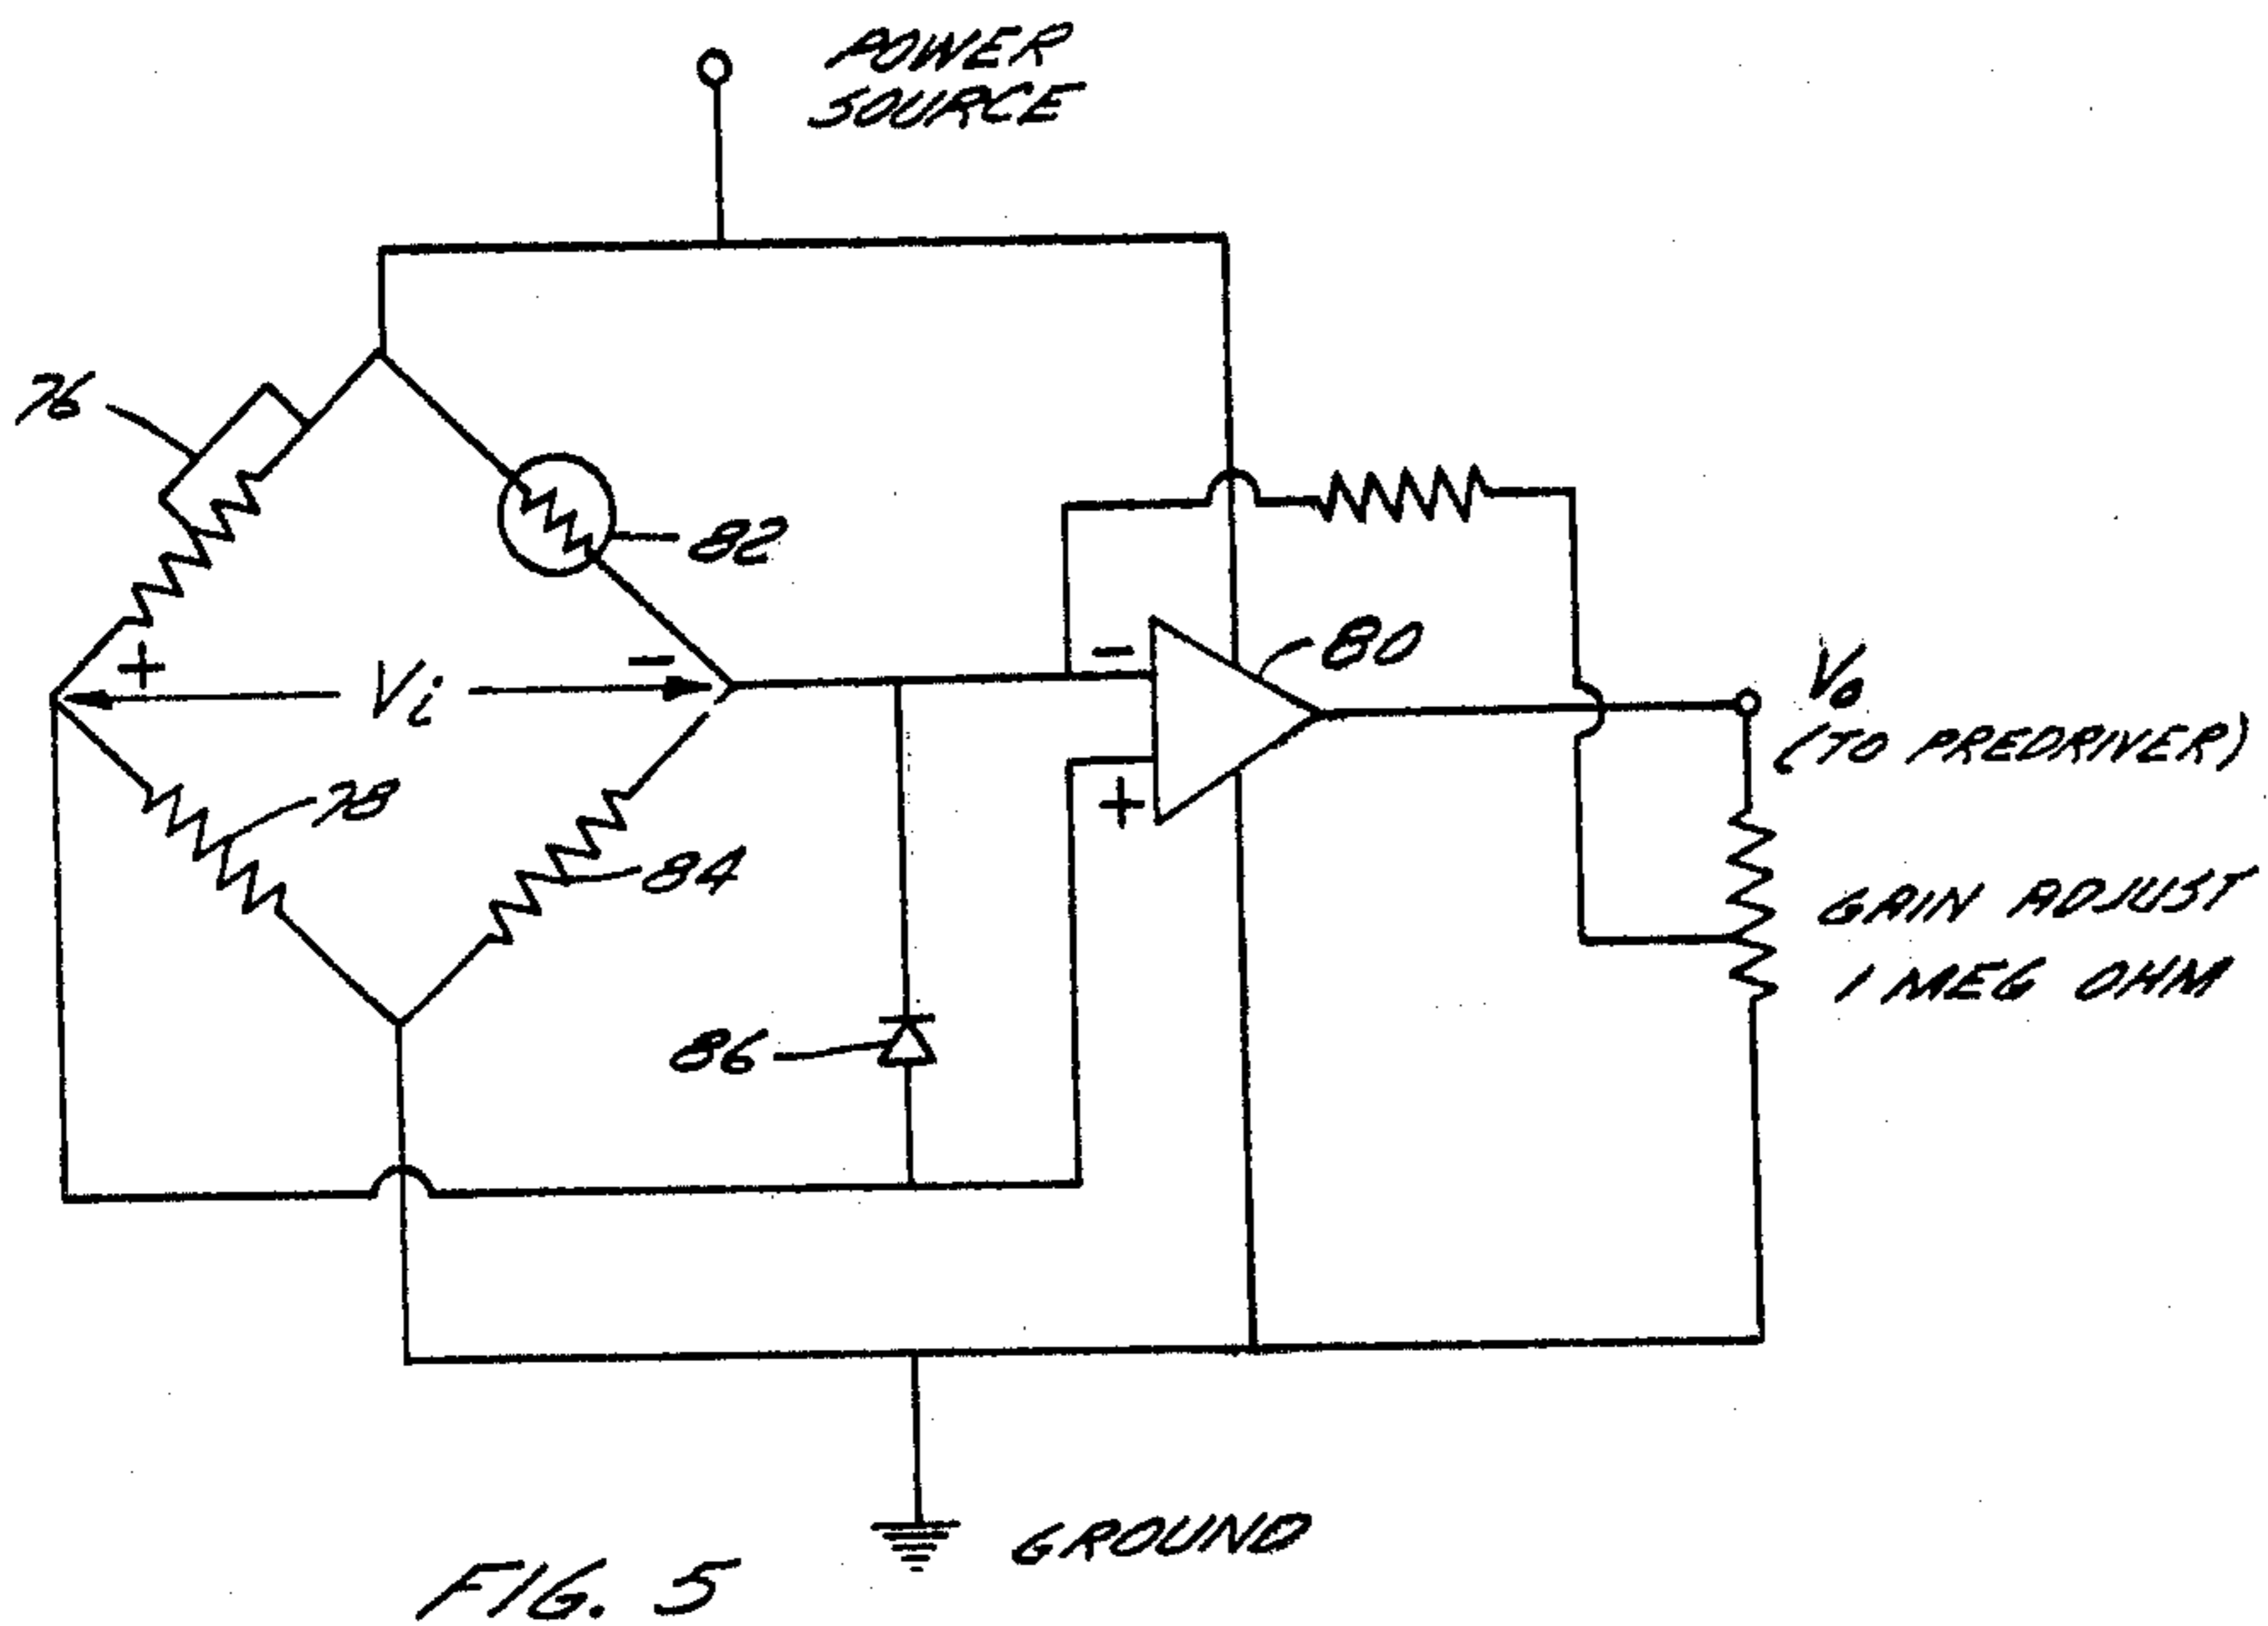 POWER
SOURCE
76
82
+
-
Vi
-
80
Vo
(TO PREDRIVER)
78
+
84
GAIN ADJUST
1 MEG OHM
86
GROUND
FIG. 5